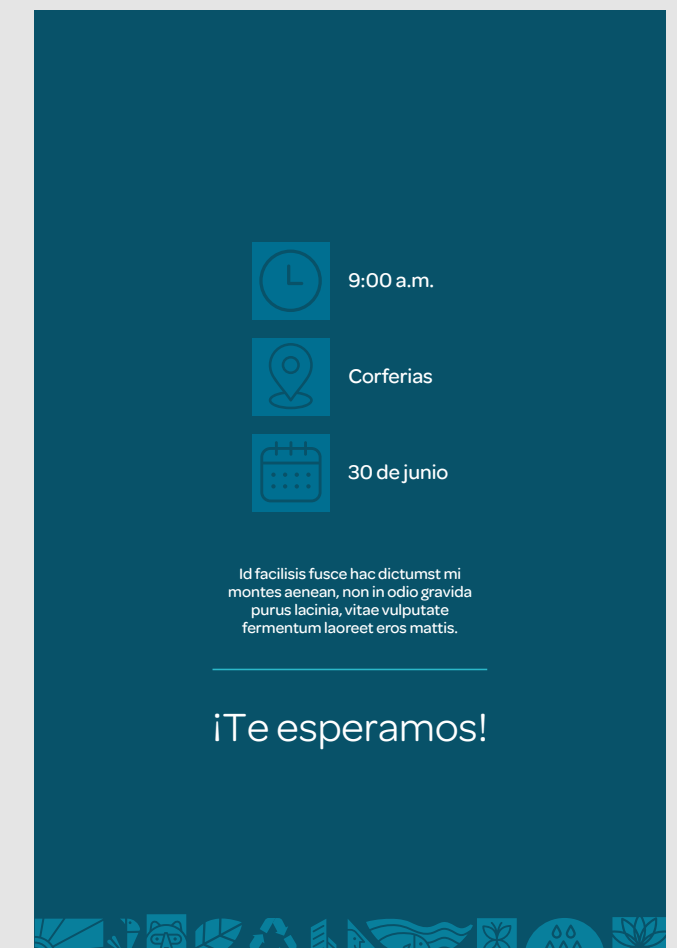 9:00 a.m.
Corferias
30 de junio
Id facilisis fusce hac dictumst mi
montes aenean, non in odio gravida
purus lacinia, vitae vulputate
fermentum laoreet eros mattis.
¡Te esperamos!